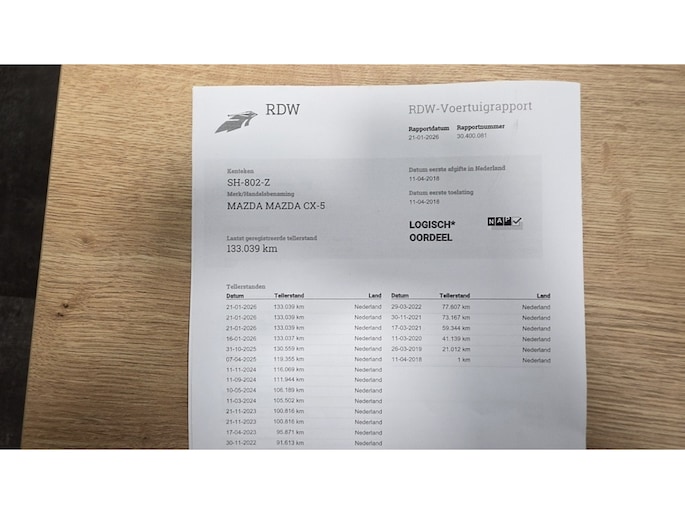 RDW
RDW-Voertuigrapport
Rapportdatum Rapportnummer
21-01-2026 30.400.081
Kenteken
SH-802-Z
Merk/Handelsbenaming
MAZDA MAZDA CX-5
Laatst geregistreerde tellerstand
133.039 km
Datum eerste afgifte in Nederland
11-04-2018
Datum eerste toelating
11-04-2018
LOGISCH*
OORDEEL
NAP
Tellerstanden
Datum Tellerstand Land Datum Tellerstand Land
21-01-2026 133.039 km Nederland 29-03-2022 77.607 km Nederland
21-01-2026 133.039 km Nederland 30-11-2021 73.167 km Nederland
21-01-2026 133.039 km Nederland 17-03-2021 59.344 km Nederland
16-01-2026 133.037 km Nederland 11-03-2020 41.139 km Nederland
31-10-2025 130.559 km Nederland 26-03-2019 21.012 km Nederland
07-04-2025 119.355 km Nederland 11-04-2018 1 km Nederland
11-11-2024 116.069 km Nederland
11-09-2024 111.944 km Nederland
10-05-2024 106.189 km Nederland
11-03-2024 105.502 km Nederland
21-11-2023 100.816 km Nederland
21-11-2023 100.816 km Nederland
17-04-2023 95.871 km Nederland
30-11-2022 91.613 km Nederland